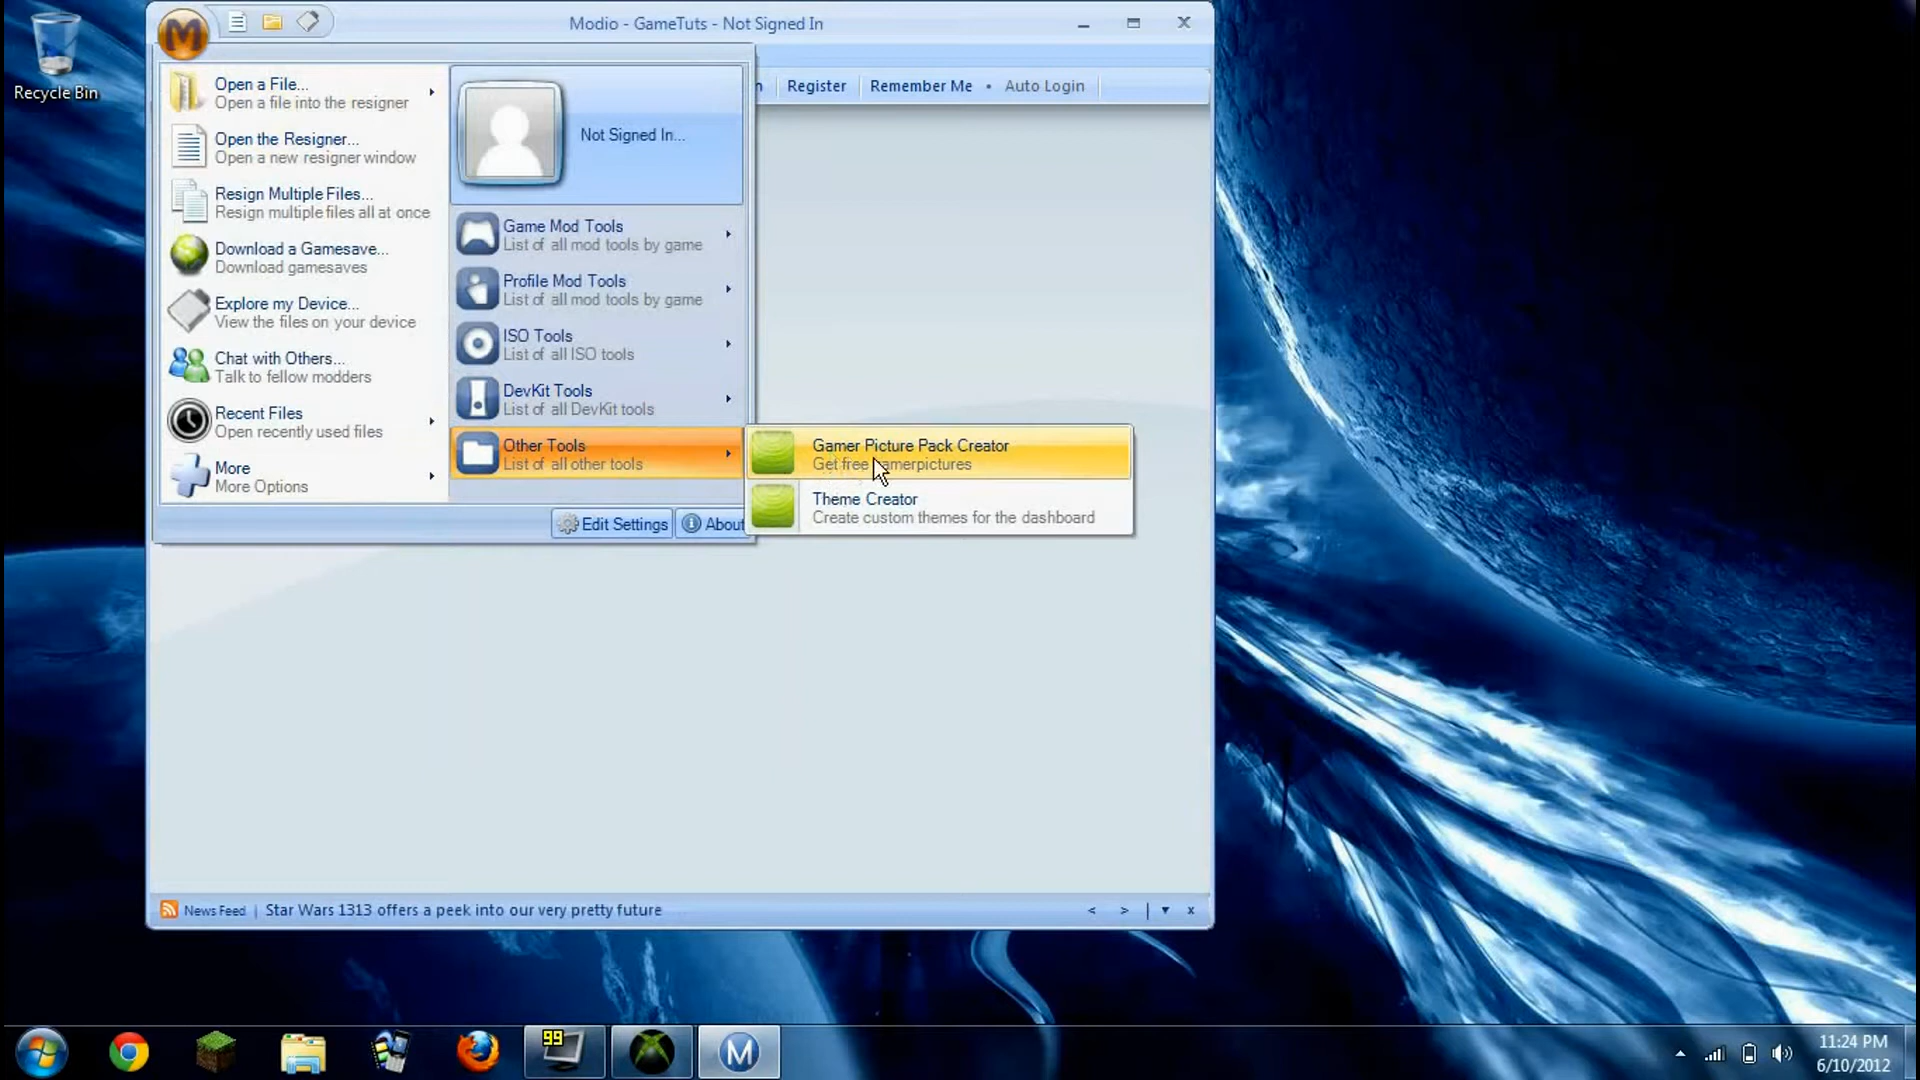 Recycle Bin
M
Modio - GameTuts - Not Signed In
Register
Remember Me
Auto Login
Open a File...
Open a file into the resigner
Open the Resigner...
Open a new resigner window
Resign Multiple Files...
Resign multiple files all at once
Download a Gamesave...
Download gamesaves
Explore my Device...
View the files on your device
Chat with Others...
Talk to fellow modders
Recent Files
Open recently used files
More
More Options
Not Signed In...
Game Mod Tools
List of all mod tools by game
Profile Mod Tools
List of all mod tools by game
ISO Tools
List of all ISO tools
DevKit Tools
List of all DevKit tools
Other Tools
List of all other tools
Gamer Picture Pack Creator
Get free gamerpictures
Theme Creator
Create custom themes for the dashboard
Edit Settings
About
News Feed | Star Wars 1313 offers a peek into our very pretty future
< > | x
99
M
11:24 PM
6/10/2012